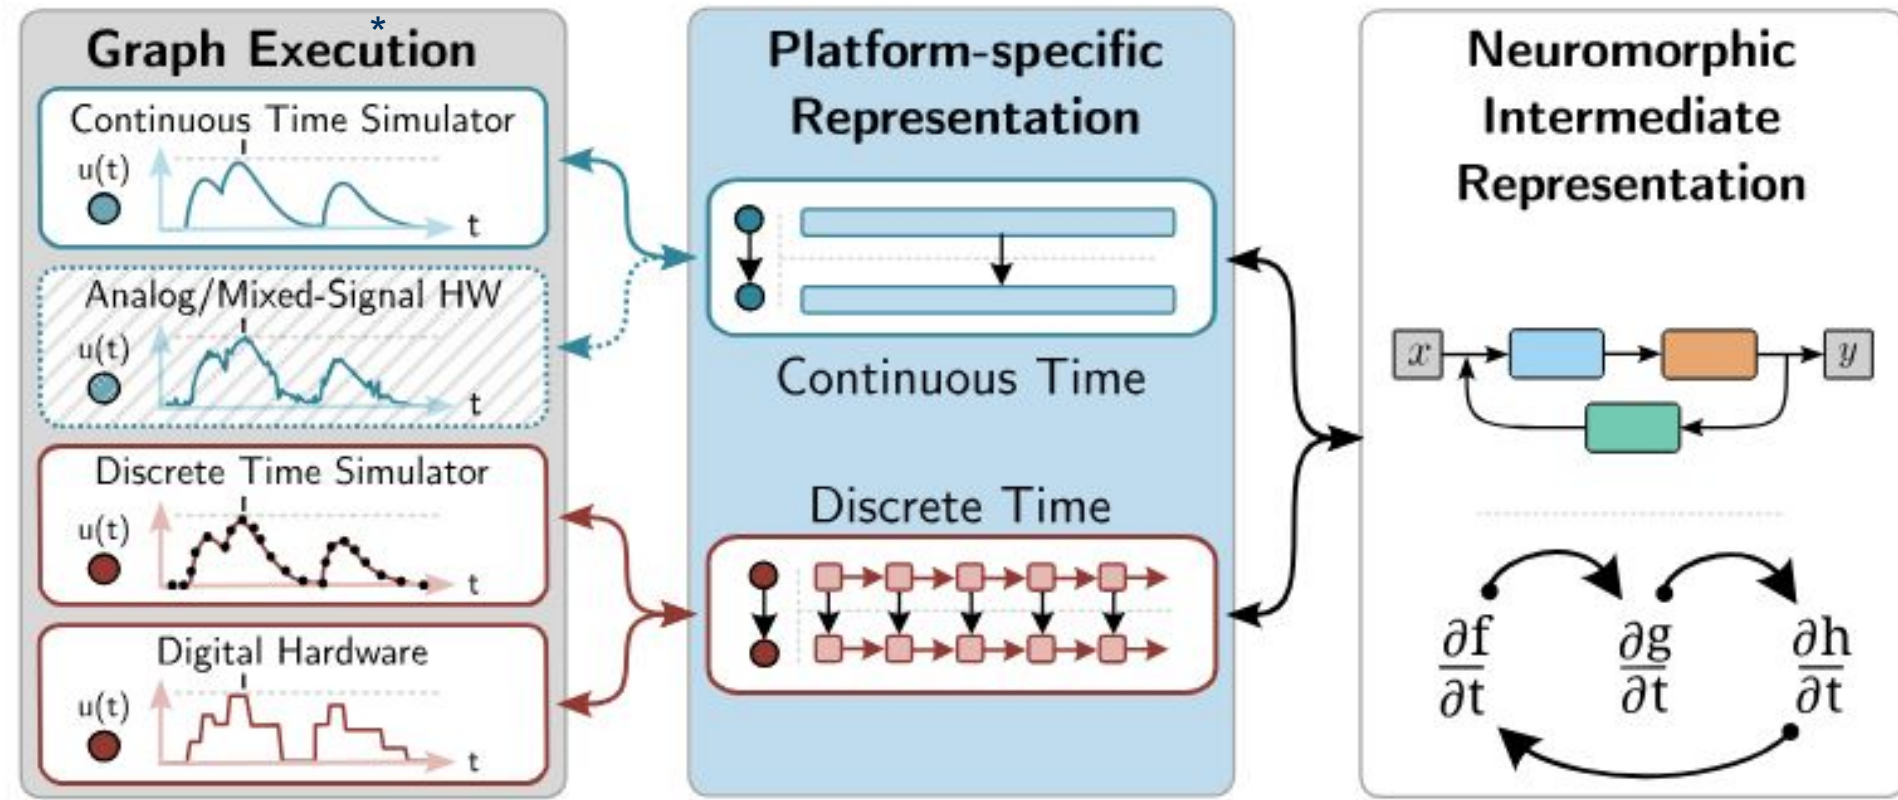 *
Graph Execution
Continuous Time Simulator
u(t)
t
Analog/Mixed-Signal HW
u(t)
t
Discrete Time Simulator
u(t)
t
Digital Hardware
u(t)
t
Platform-specific
Representation
Continuous Time
Discrete Time
Neuromorphic
Intermediate
Representation
x
y
∂f
∂t
∂g
∂t
∂h
∂t